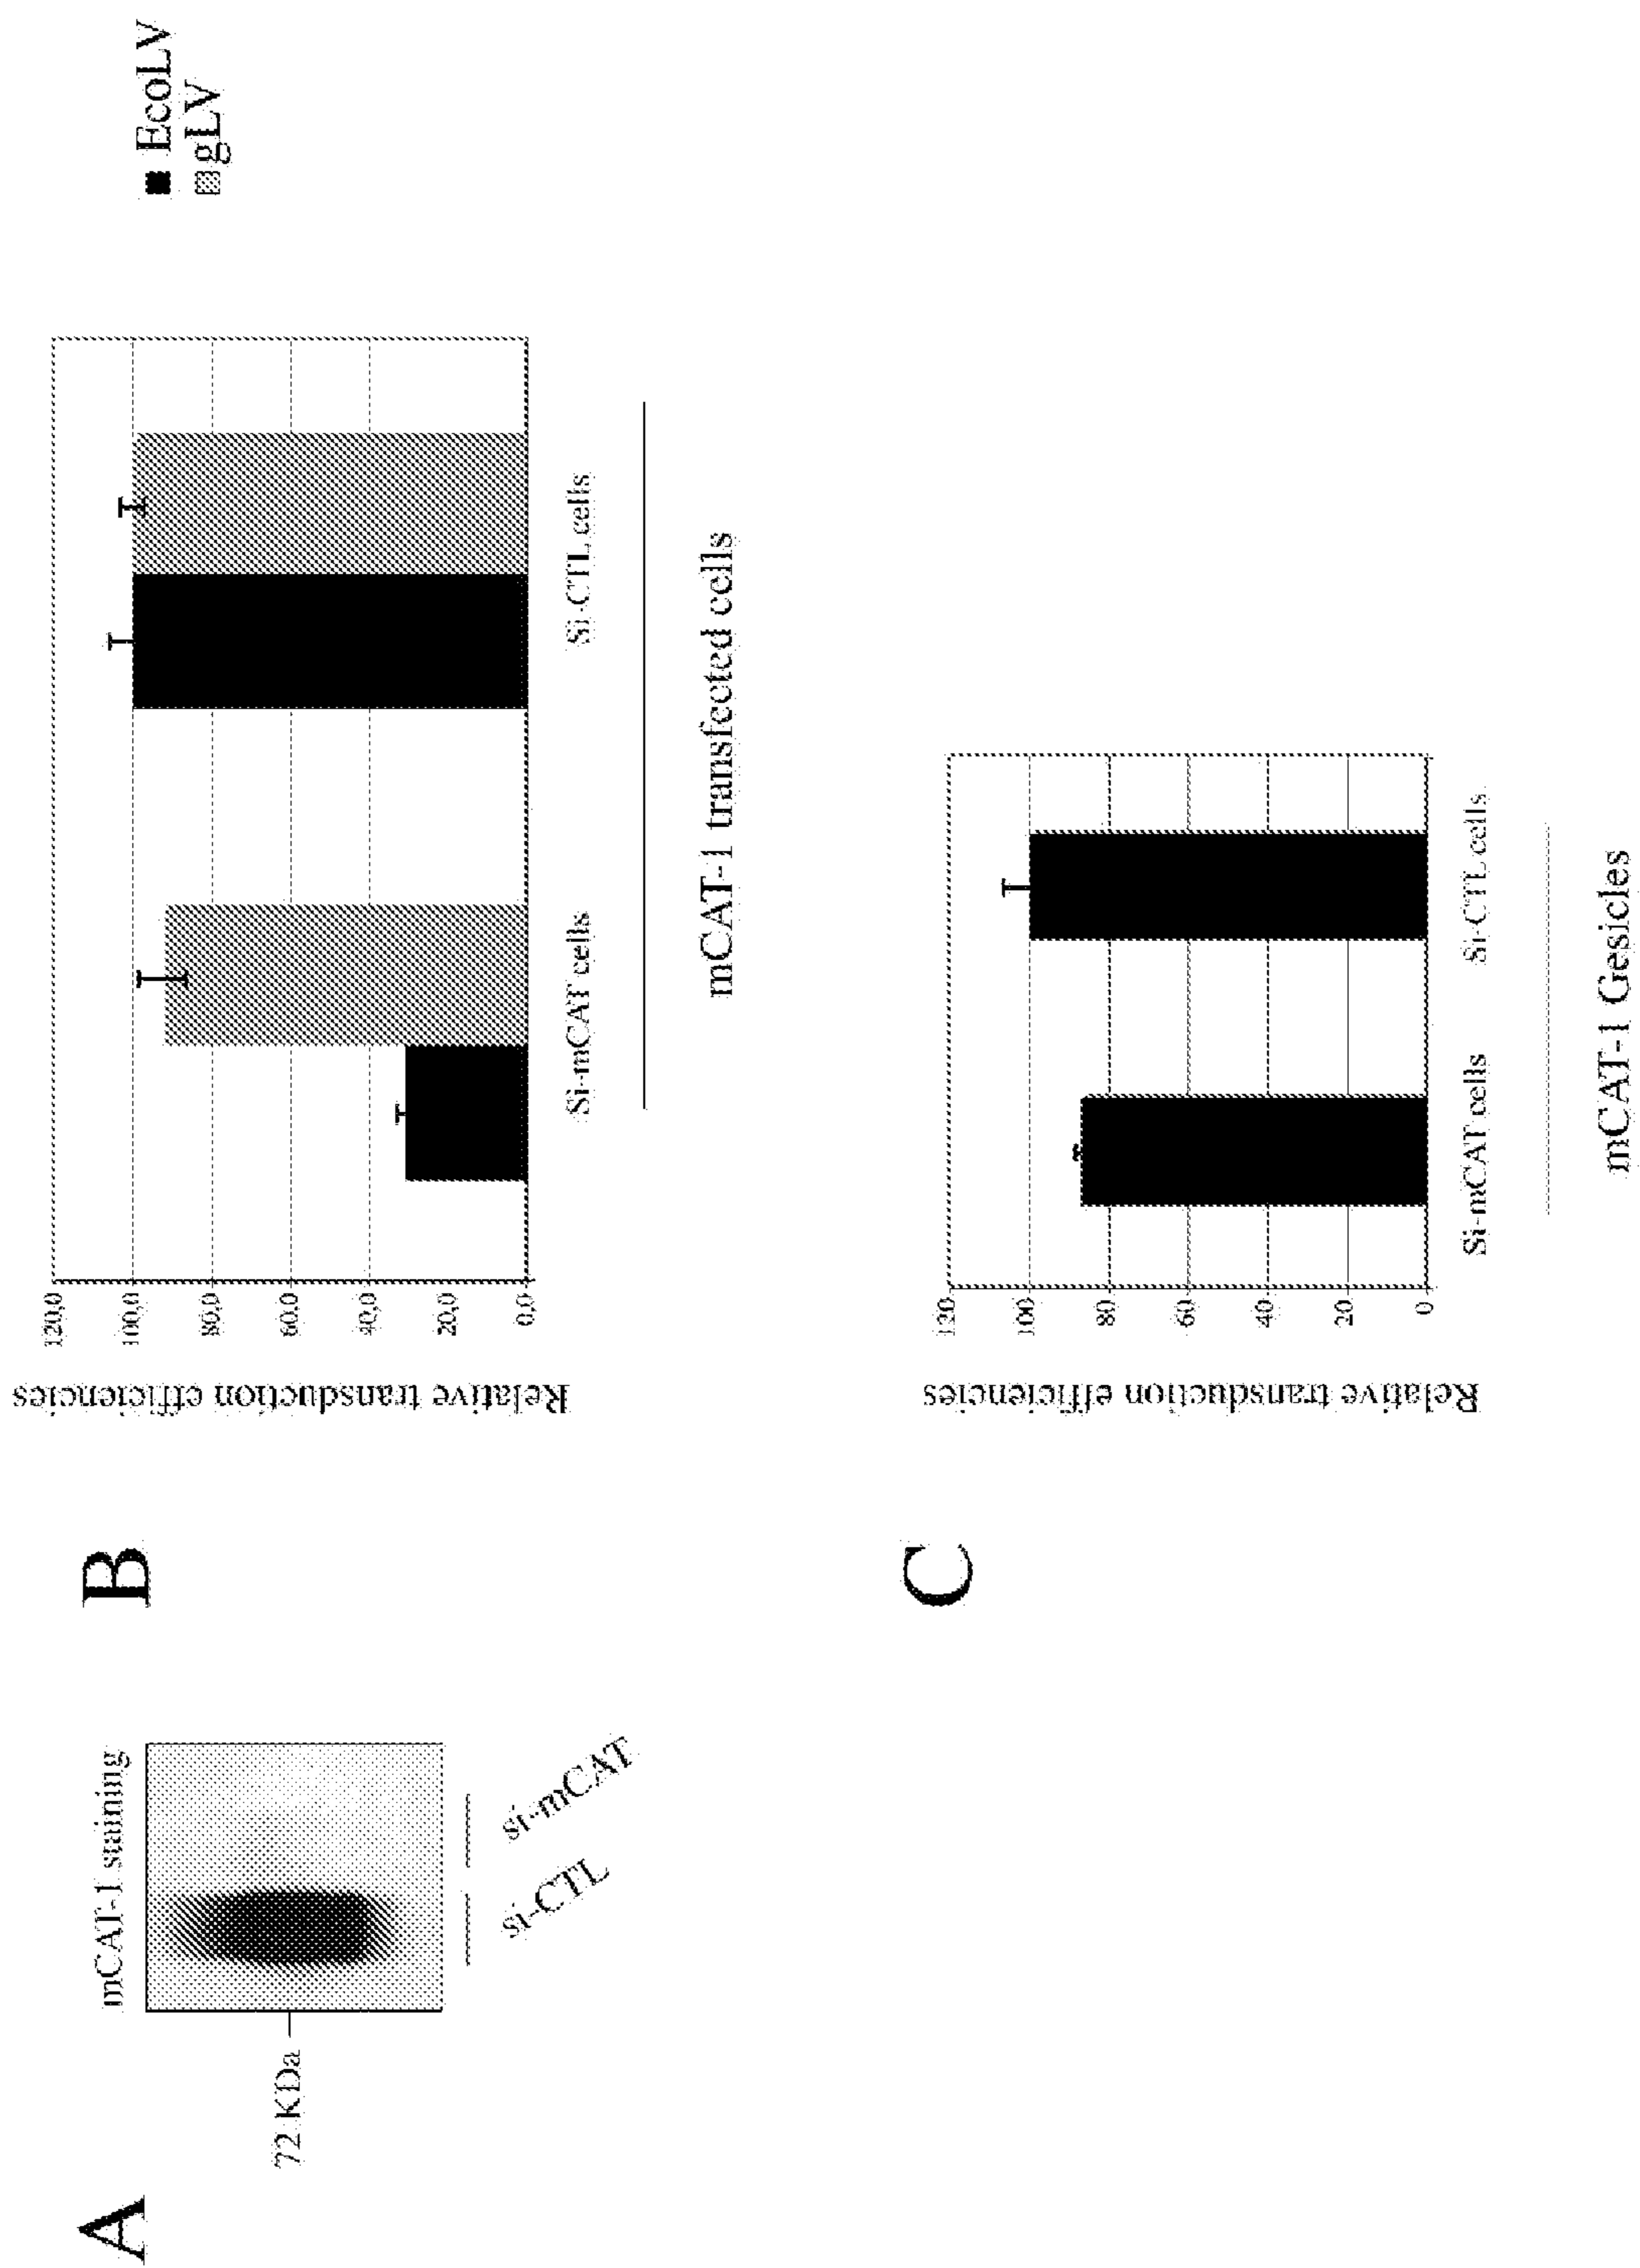 A
mCAT-1 staining
72 KDa
si-CTL
si-mCAT
B
Relative transduction efficiencies
120,0
100,0
80,0
60,0
40,0
20,0
0,0
Si-mCAT cells
Si-CTL cells
mCAT-1 transfected cells
EcoLV
gLV
C
Relative transduction efficiencies
120
100
80
60
40
20
0
Si-mCAT cells
Si-CTL cells
mCAT-1 Gesicles